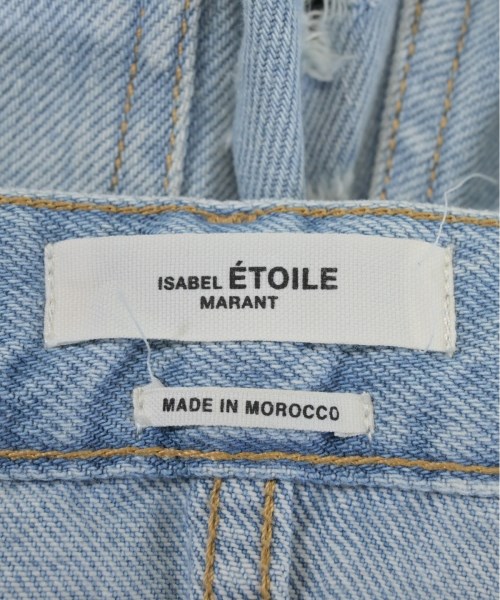 ISABEL ÉTOILE
MARANT
MADE IN MOROCCO